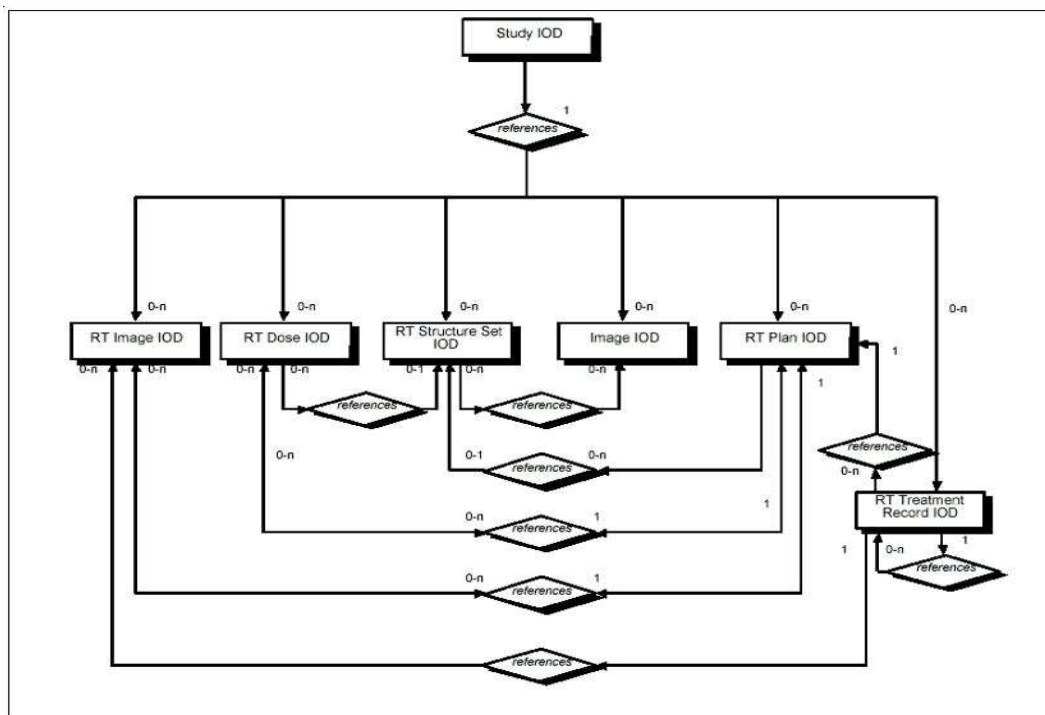 Study IOD
1
references
0-n
0-n
0-n
0-n
0-n
0-n
RT Image IOD
RT Dose IOD
RT Structure Set
IOD
Image IOD
RT Plan IOD
1
0-n
0-n
0-n
0-n
0-1
0-n
0-n
1
references
references
references
0-n
0-1
references
0-n
0-n
RT Treatment
Record IOD
1
0-n
references
1
1
0-n
1
references
0-n
references
1
references